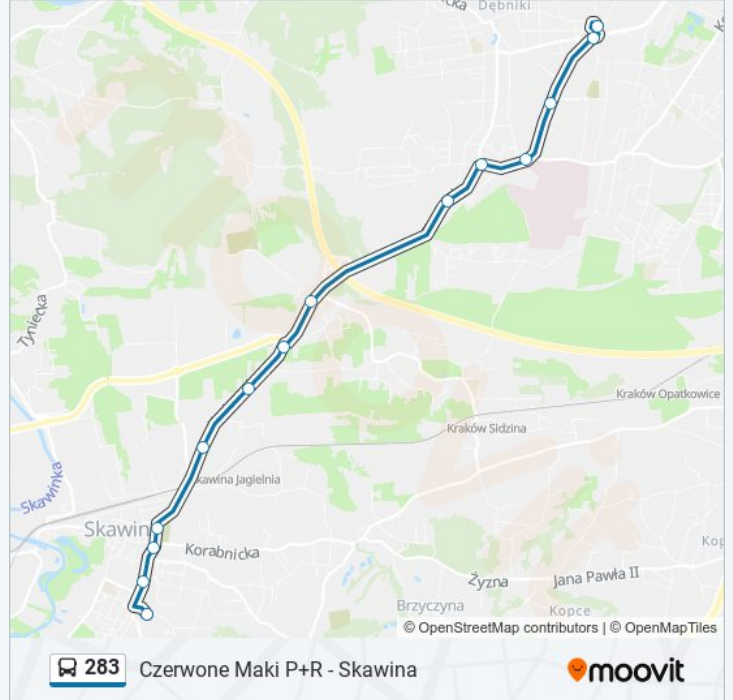 Dębniki
Tyniecka
Kraków Opatkowice
Kraków Sidzina
Skawinka
Skawina Jagielnia
Skawin
Korabnicka
Żyzna
Jana Pawła II
Brzyczyna
Kopce
© OpenStreetMap contributors | © OpenMapTiles
283 Czerwone Maki P+R - Skawina
moovit